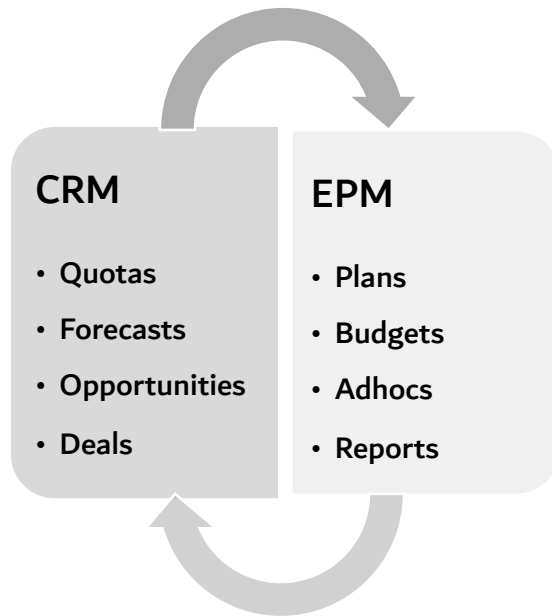 CRM
• Quotas
• Forecasts
• Opportunities
• Deals
EPM
• Plans
• Budgets
• Adhocs
• Reports